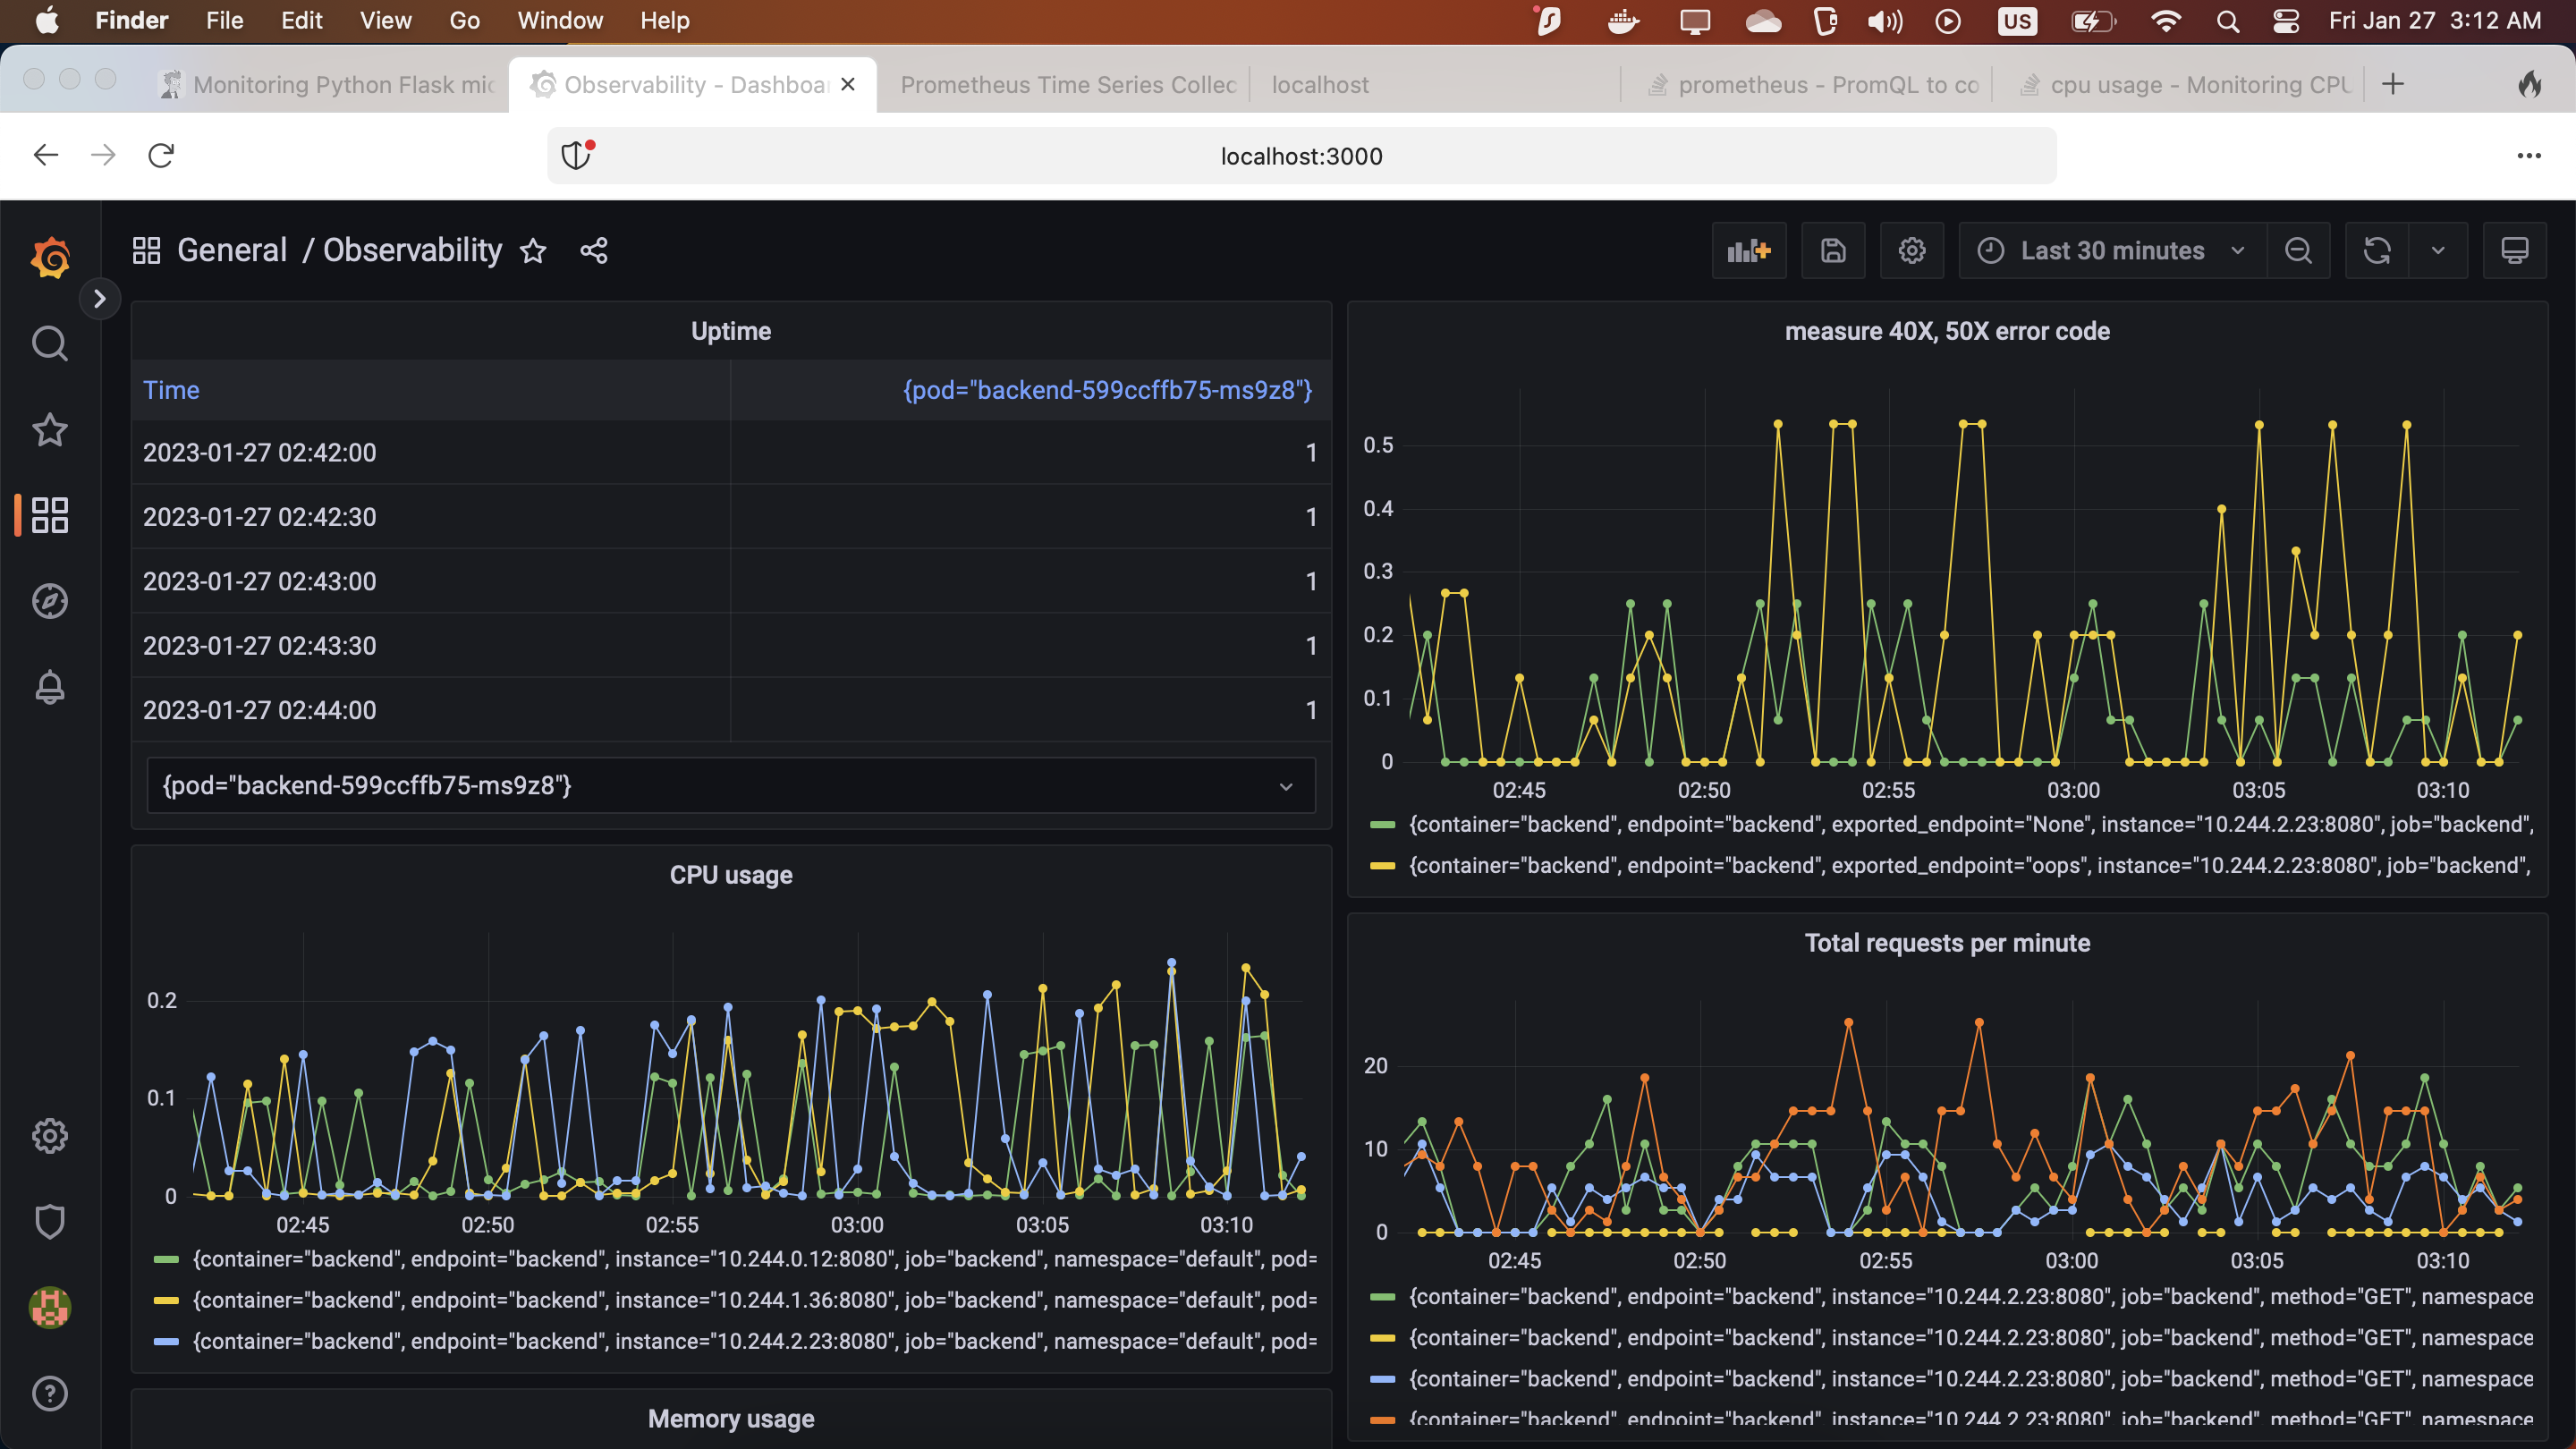 Finder File Edit View Go Window Help US Fri Jan 27 3:12 AM
Monitoring Python Flask mic
Observability - Dashboar
Prometheus Time Series Collec
localhost
prometheus - PromQL to co
cpu usage - Monitoring CPU
localhost:3000
General / Observability
Last 30 minutes
Uptime
Time {pod="backend-599ccffb75-ms9z8"}
2023-01-27 02:42:00 1
2023-01-27 02:42:30 1
2023-01-27 02:43:00 1
2023-01-27 02:43:30 1
2023-01-27 02:44:00 1
{pod="backend-599ccffb75-ms9z8"}
measure 40X, 50X error code
0.5
0.4
0.3
0.2
0.1
0
02:45 02:50 02:55 03:00 03:05 03:10
{container="backend", endpoint="backend", exported_endpoint="None", instance="10.244.2.23:8080", job="backend",
{container="backend", endpoint="backend", exported_endpoint="oops", instance="10.244.2.23:8080", job="backend",
CPU usage
0.2
0.1
0
02:45 02:50 02:55 03:00 03:05 03:10
{container="backend", endpoint="backend", instance="10.244.0.12:8080", job="backend", namespace="default", pod=
{container="backend", endpoint="backend", instance="10.244.1.36:8080", job="backend", namespace="default", pod=
{container="backend", endpoint="backend", instance="10.244.2.23:8080", job="backend", namespace="default", pod=
Total requests per minute
20
10
0
02:45 02:50 02:55 03:00 03:05 03:10
{container="backend", endpoint="backend", instance="10.244.2.23:8080", job="backend", method="GET", namespace
{container="backend", endpoint="backend", instance="10.244.2.23:8080", job="backend", method="GET", namespace
{container="backend", endpoint="backend", instance="10.244.2.23:8080", job="backend", method="GET", namespace
{container="backend", endpoint="backend", instance="10.244.2.23:8080", job="backend", method="GET", namespace
Memory usage